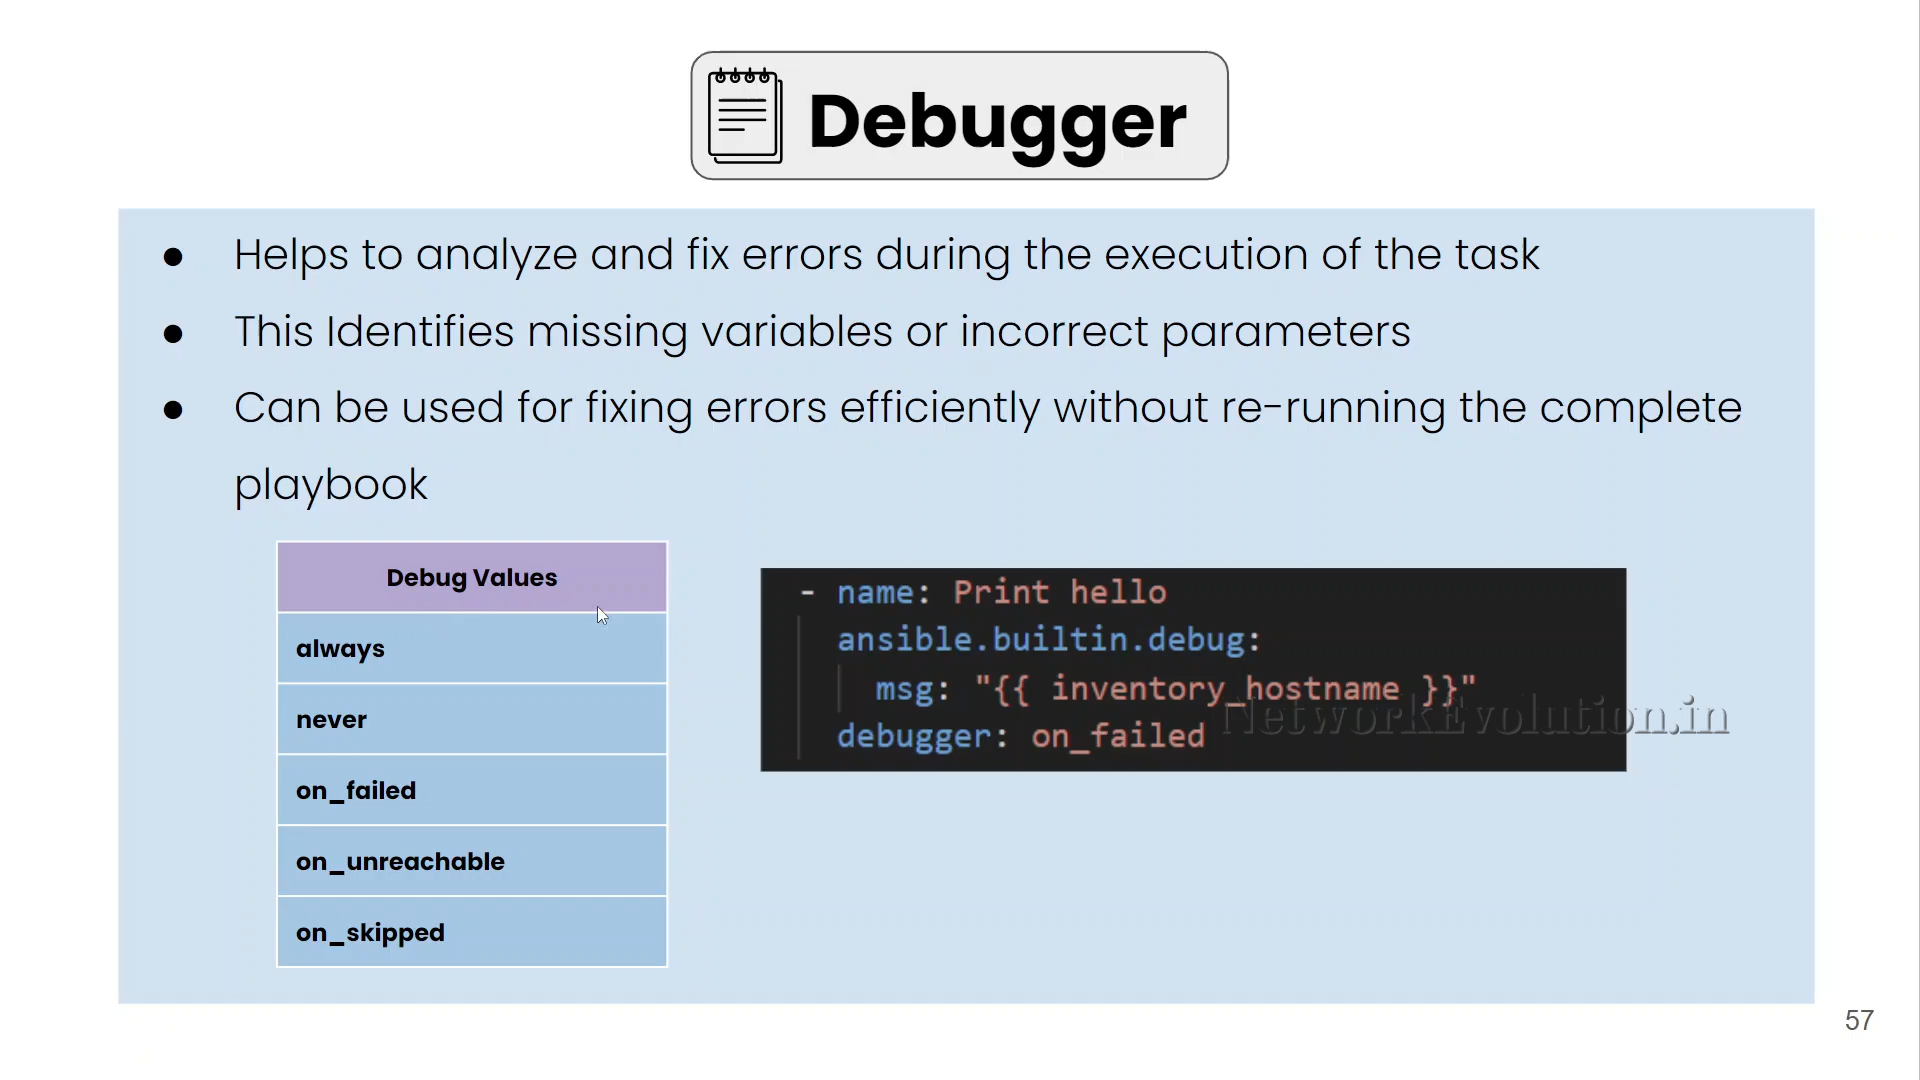 Debugger
● Helps to analyze and fix errors during the execution of the task
● This Identifies missing variables or incorrect parameters
● Can be used for fixing errors efficiently without re-running the complete
playbook
Debug Values
always
never
on_failed
on_unreachable
on_skipped
- name: Print hello
ansible.builtin.debug:
msg: "{{ inventory_hostname }}"
debugger: on_failed
NetworkEvolution.in
57